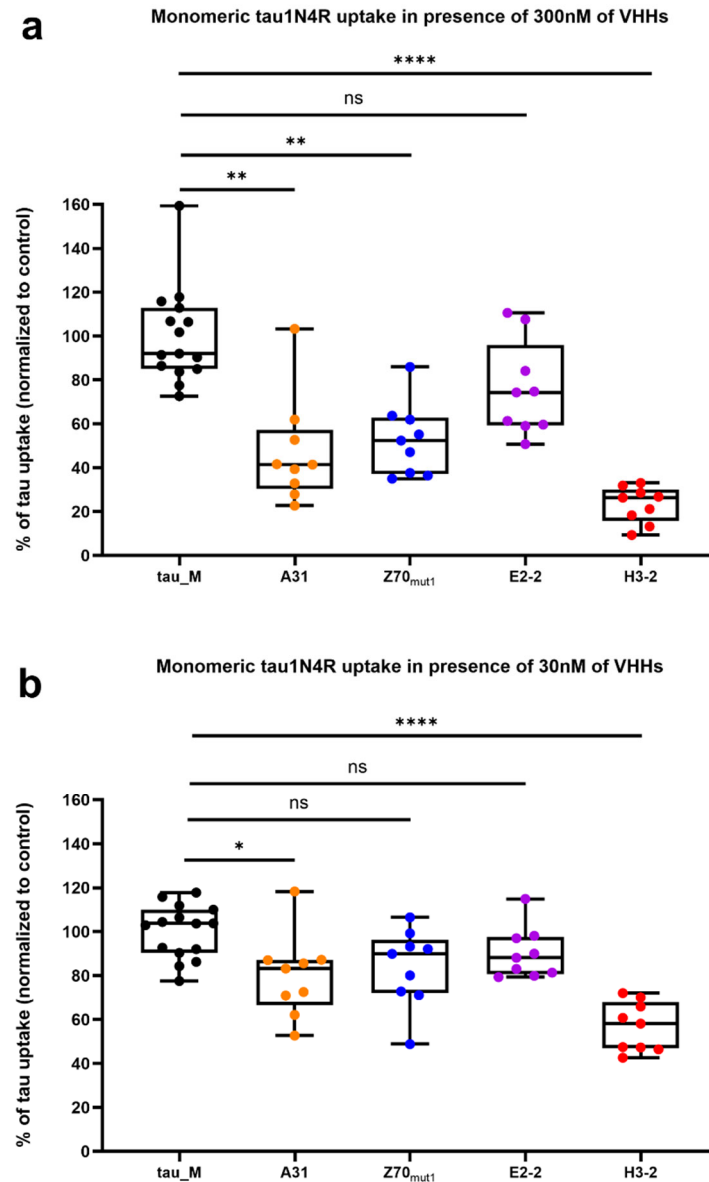 a
Monomeric tau1N4R uptake in presence of 300nM of VHHs
****
ns
**
**
% of tau uptake (normalized to control)
160
140
120
100
80
60
40
20
0
tau_M A31 Z70mut1 E2-2 H3-2
b
Monomeric tau1N4R uptake in presence of 30nM of VHHs
****
ns
ns
*
% of tau uptake (normalized to control)
160
140
120
100
80
60
40
20
0
tau_M A31 Z70mut1 E2-2 H3-2